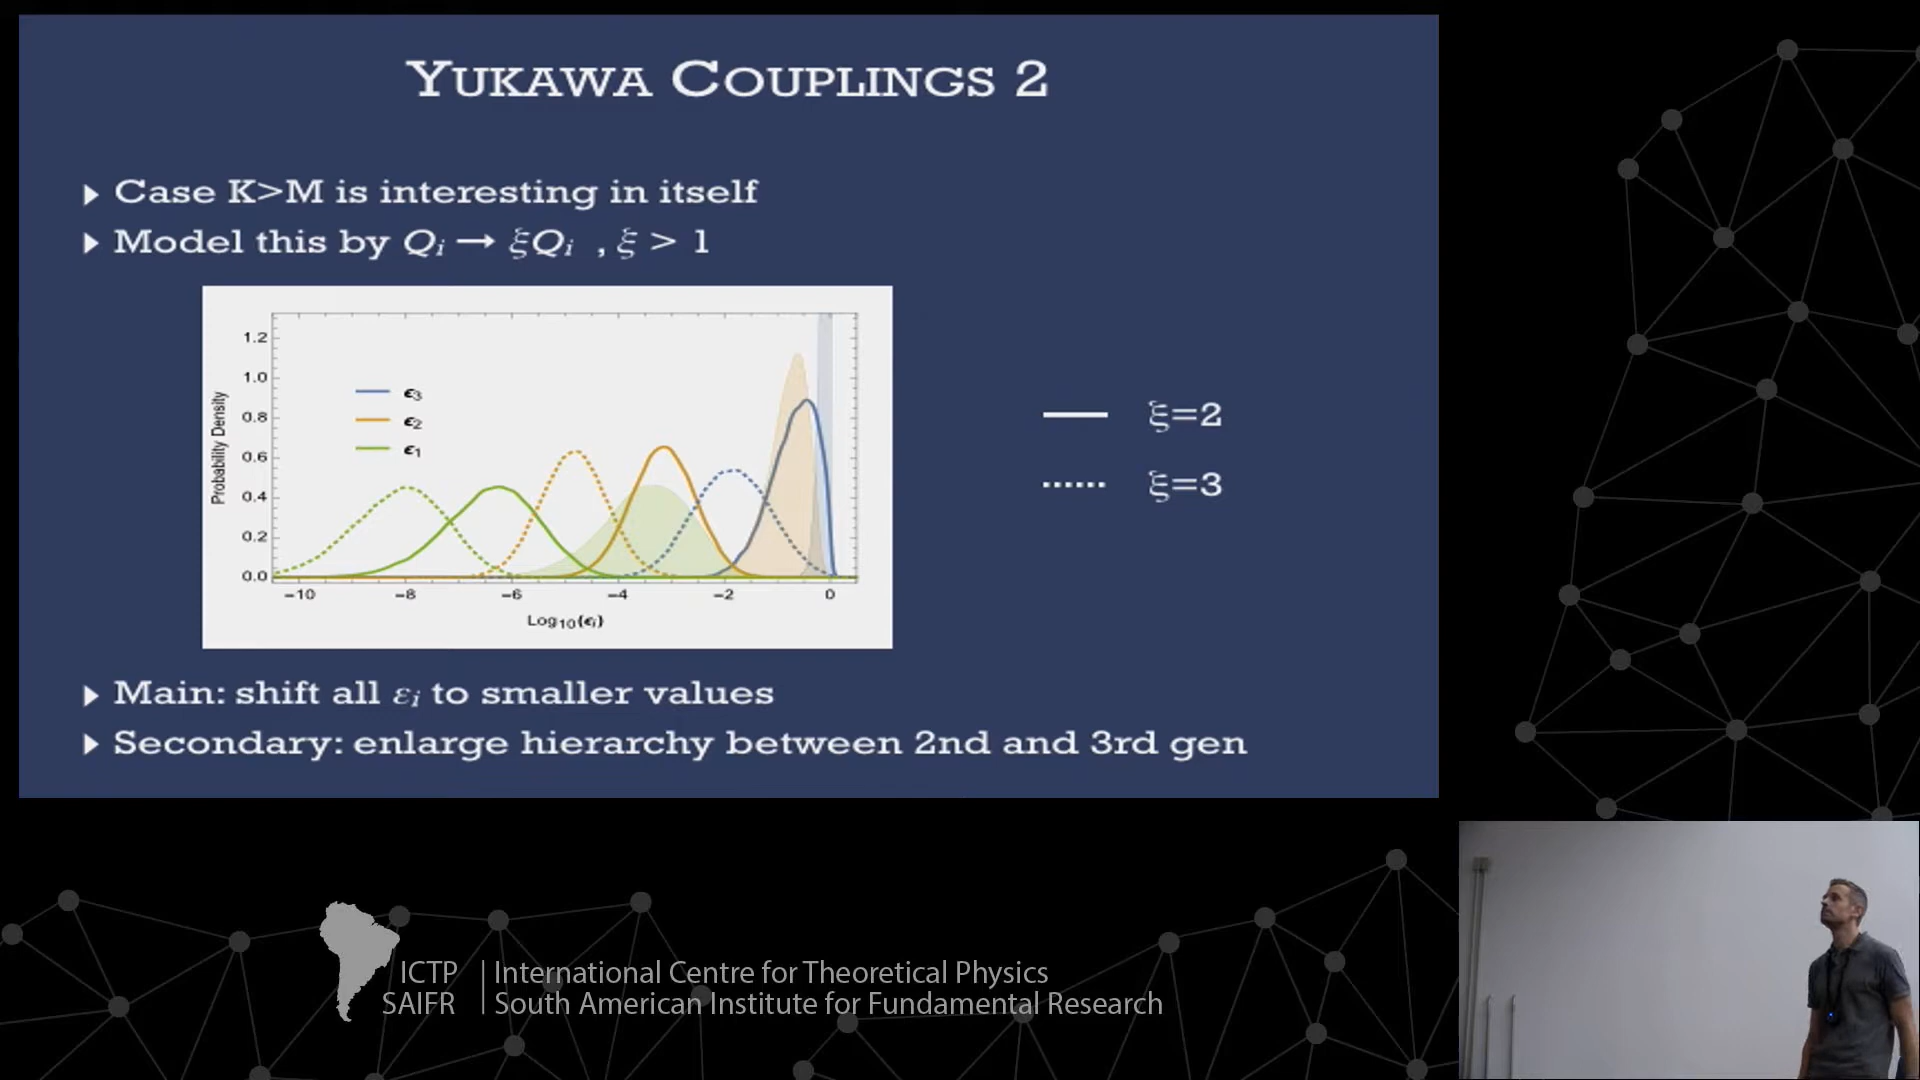 YUKAWA COUPLINGS 2
Case K>M is interesting in itself
Model this by Qᵢ → ξQᵢ , ξ > 1
1.2
1.0
0.8
0.6
0.4
0.2
0.0
Probability Density
ϵ₃
ϵ₂
ϵ₁
−10 −8 −6 −4 −2 0
Log₁₀(ϵᵢ)
ξ=2
ξ=3
Main: shift all εᵢ to smaller values
Secondary: enlarge hierarchy between 2nd and 3rd gen
ICTP | International Centre for Theoretical Physics
SAIFR | South American Institute for Fundamental Research